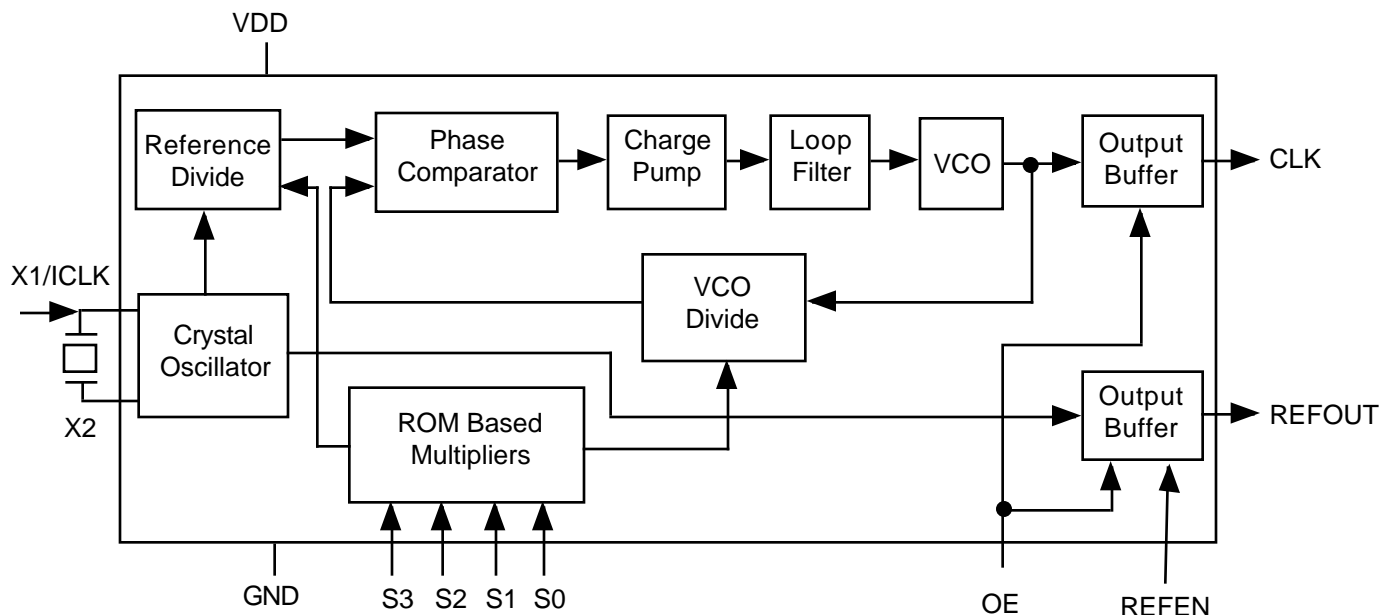 VDD
Reference
Divide
Phase
Comparator
Charge
Pump
Loop
Filter
VCO
Output
Buffer
CLK
X1/ICLK
Crystal
Oscillator
VCO
Divide
X2
ROM Based
Multipliers
Output
Buffer
REFOUT
GND
S3 S2 S1 S0
OE
REFEN